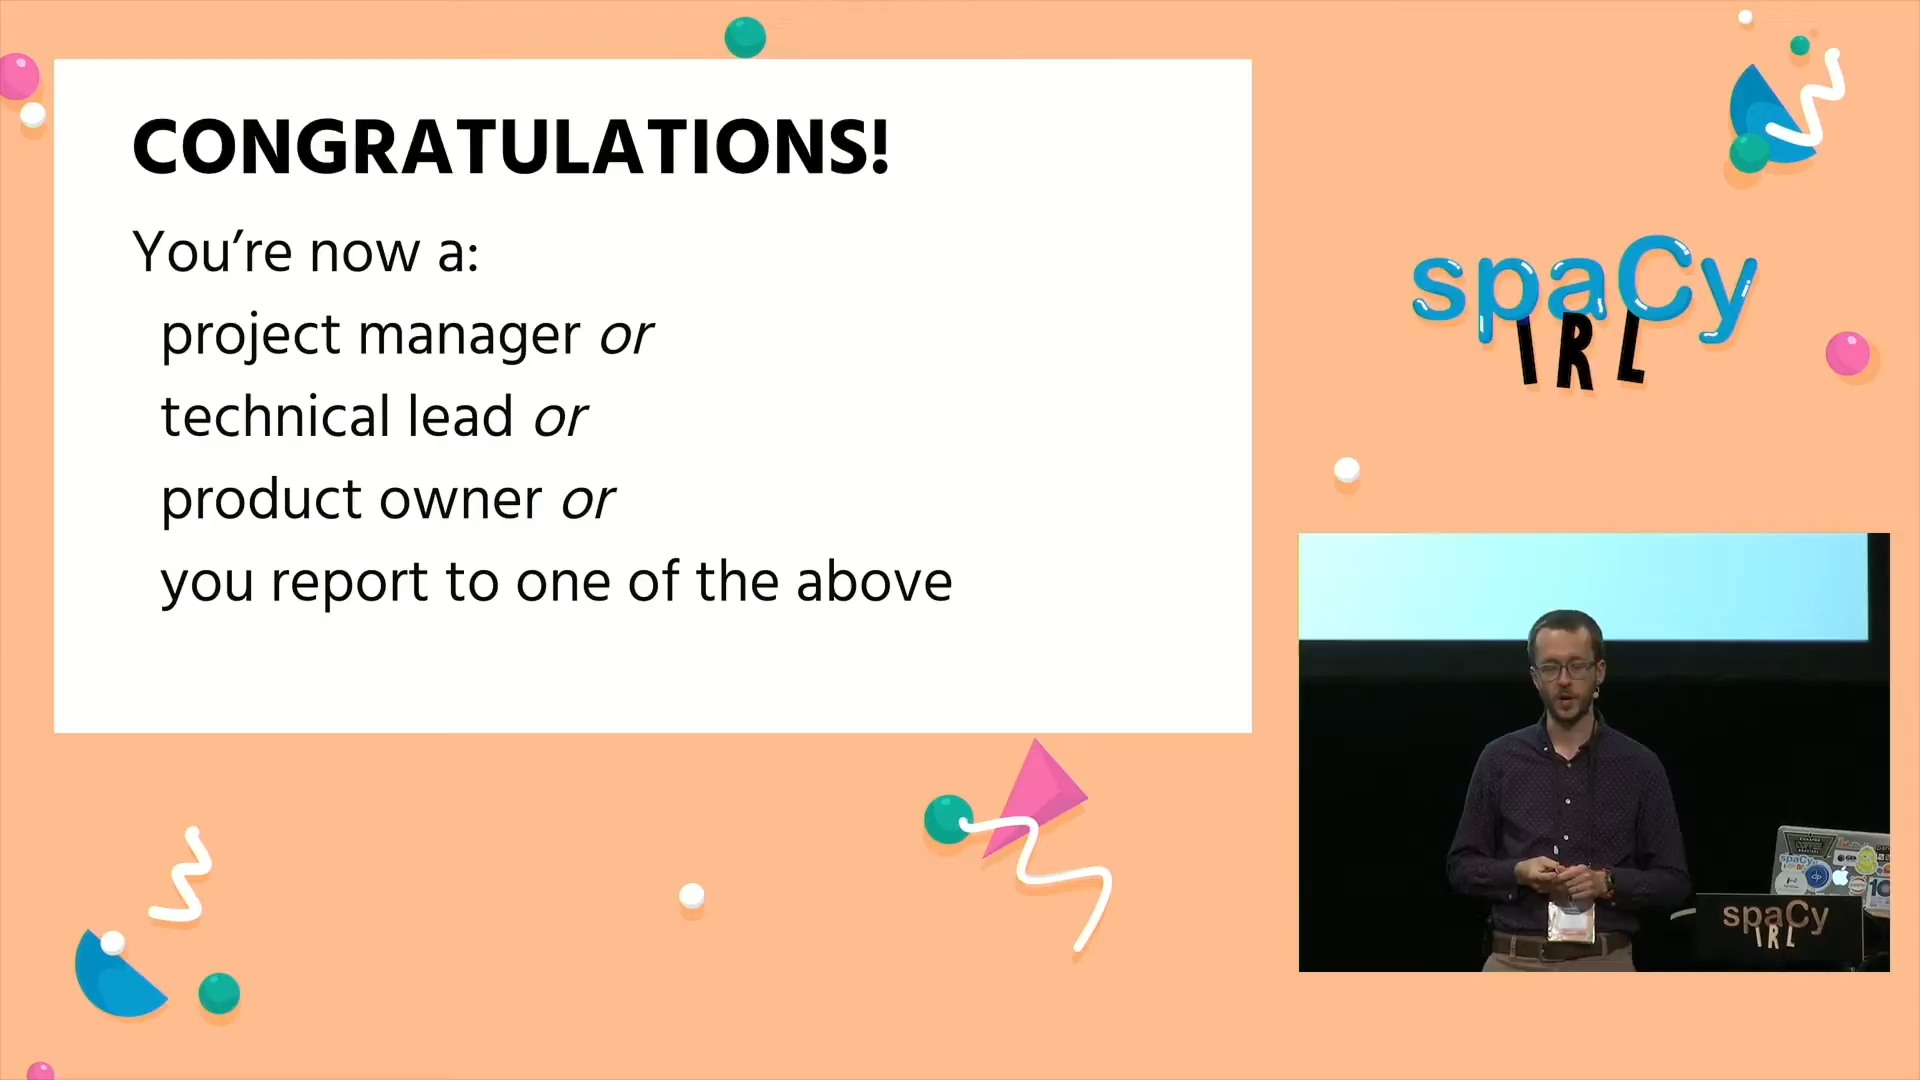 CONGRATULATIONS!
You’re now a:
project manager or
technical lead or
product owner or
you report to one of the above
spaCy
IRL
spaCy
spaCy
IRL